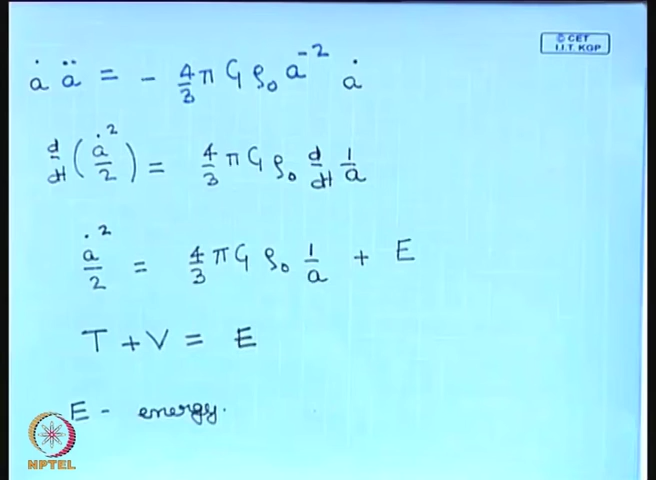 © CET
I.I.T. KGP
ȧ ä = - 4/3 π G ρ₀ a⁻² ȧ
d/dt (ȧ²/2) = 4/3 π G ρ₀ d/dt 1/a
ȧ²/2 = 4/3 π G ρ₀ 1/a + E
T + V = E
E - energy.
NPTEL